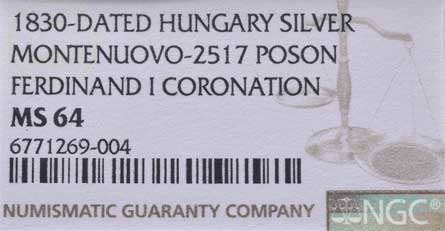 1830-DATED HUNGARY SILVER
MONTENUOVO-2517 POSON
FERDINAND I CORONATION
MS 64
6771269-004
NUMISMATIC GUARANTY COMPANY
NGC®